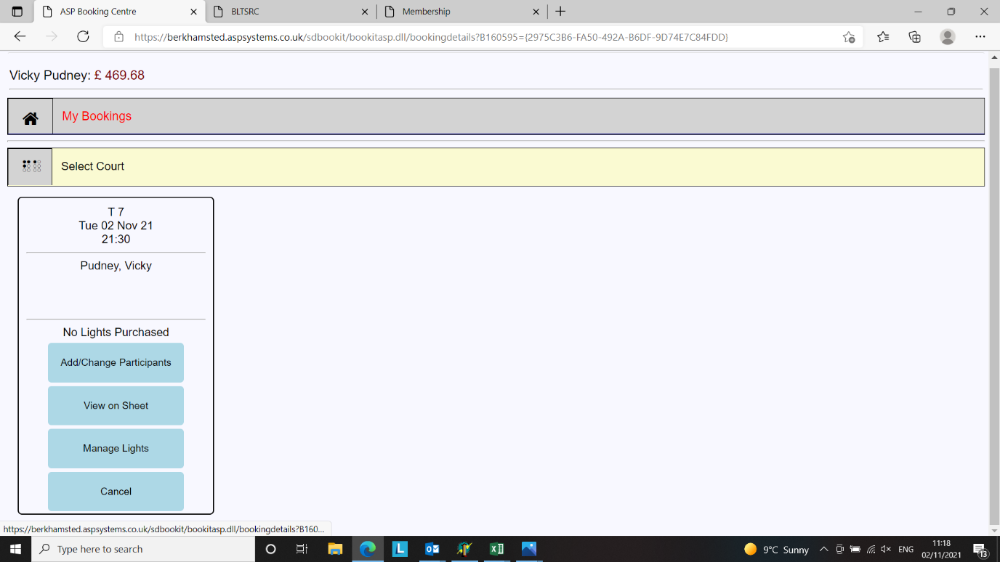 ASP Booking Centre
BLTSRC
Membership
https://berkhamsted.aspsystems.co.uk/sdbookit/bookitasp.dll/bookingdetails?B160595={2975C3B6-FA50-492A-B6DF-9D74E7C84FDD}
Vicky Pudney: £ 469.68
My Bookings
Select Court
T 7
Tue 02 Nov 21
21:30
Pudney, Vicky
No Lights Purchased
Add/Change Participants
View on Sheet
Manage Lights
Cancel
https://berkhamsted.aspsystems.co.uk/sdbookit/bookitasp.dll/bookingdetails?B160...
Type here to search
9°C Sunny
ENG
11:18
02/11/2021
13